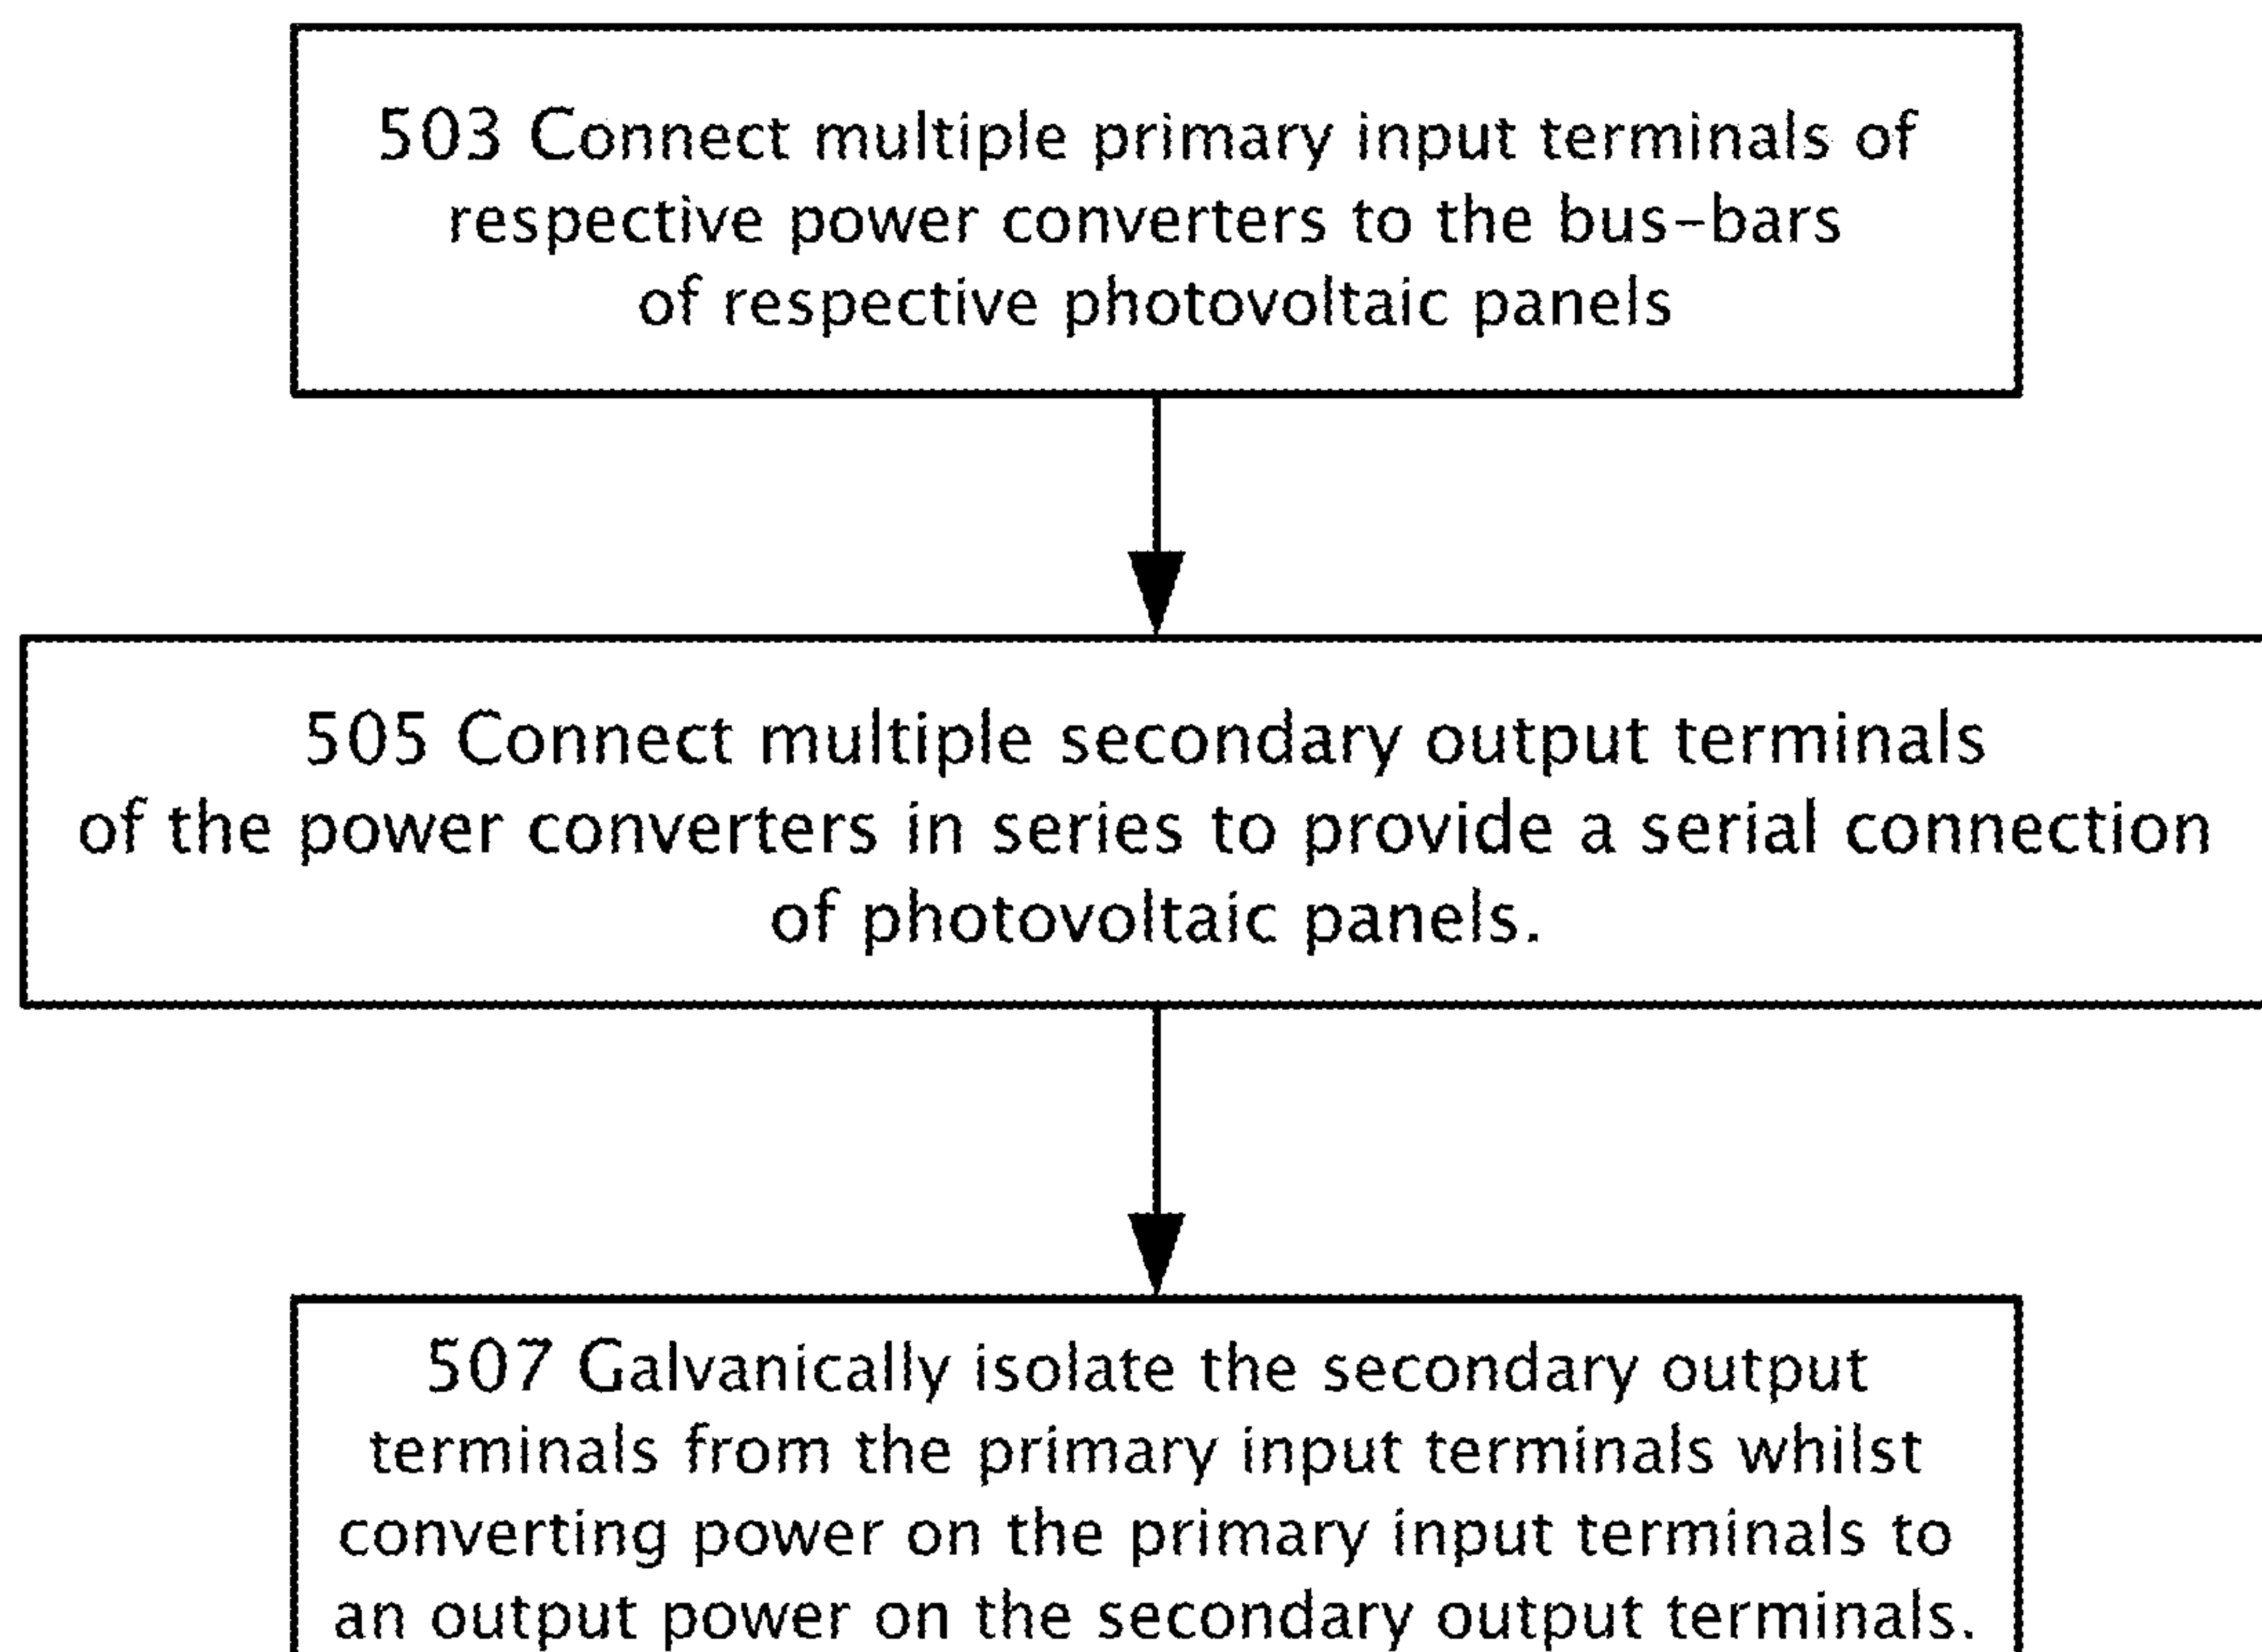 503 Connect multiple primary input terminals of
respective power converters to the bus-bars
of respective photovoltaic panels
505 Connect multiple secondary output terminals
of the power converters in series to provide a serial connection
of photovoltaic panels.
507 Galvanically isolate the secondary output
terminals from the primary input terminals whilst
converting power on the primary input terminals to
an output power on the secondary output terminals.